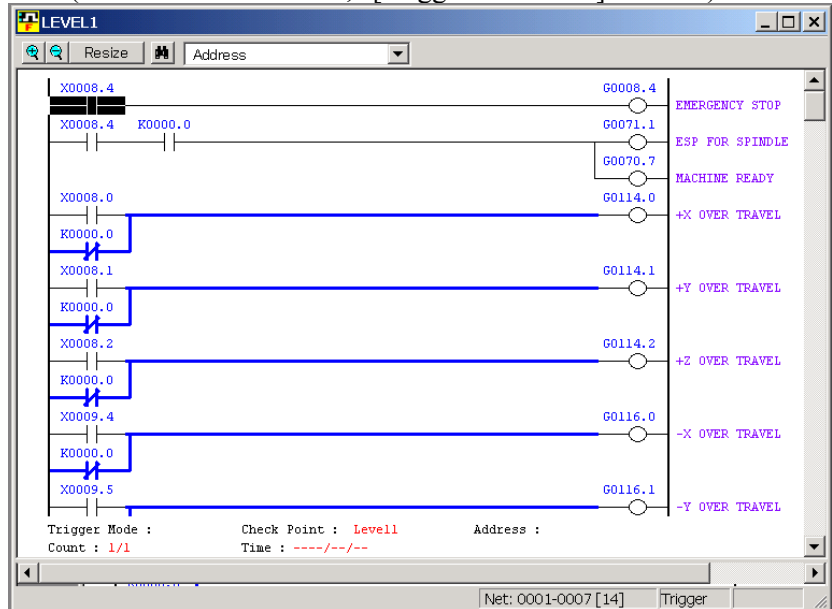 LEVEL1
Resize Address
X0008.4 G0008.4
EMERGENCY STOP
X0008.4 K0000.0 G0071.1
ESP FOR SPINDLE
G0070.7
MACHINE READY
X0008.0 G0114.0
+X OVER TRAVEL
K0000.0
X0008.1 G0114.1
+Y OVER TRAVEL
K0000.0
X0008.2 G0114.2
+Z OVER TRAVEL
K0000.0
X0009.4 G0116.0
-X OVER TRAVEL
K0000.0
X0009.5 G0116.1
-Y OVER TRAVEL
Trigger Mode : Check Point : Level1 Address :
Count : 1/1 Time : ----/--/--
Net: 0001-0007 [14] Trigger